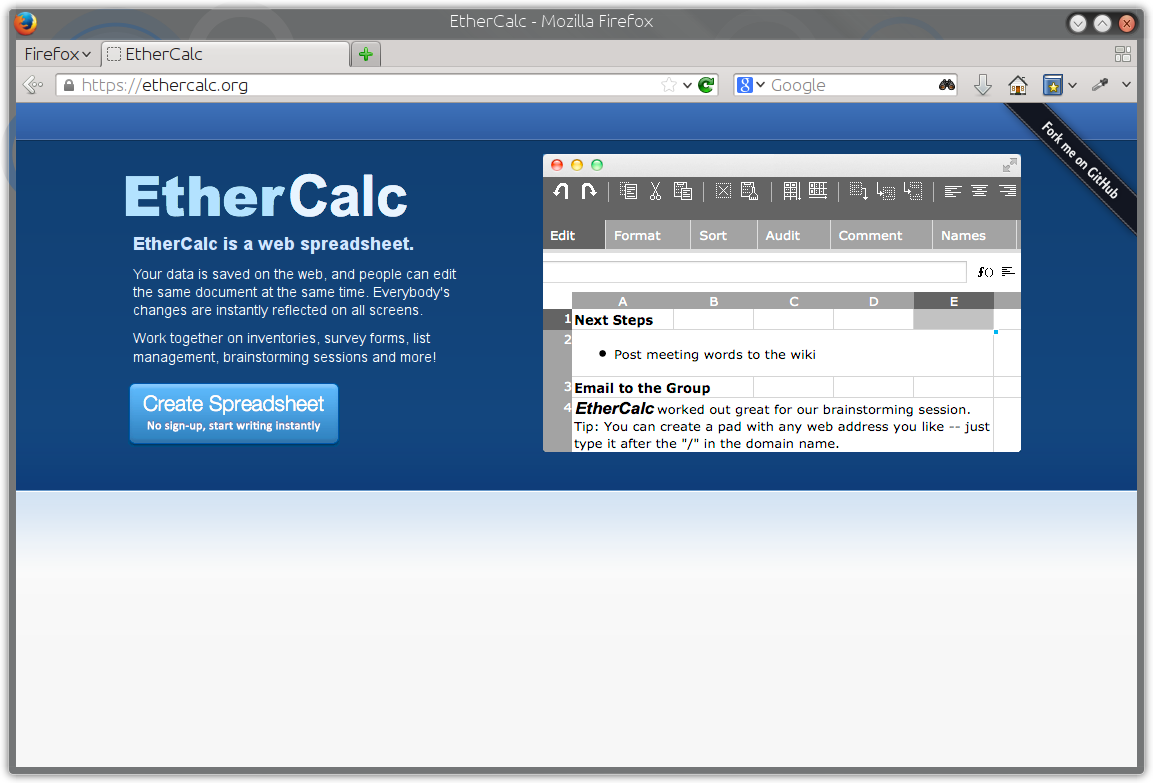 EtherCalc - Mozilla Firefox
Firefox
EtherCalc
https://ethercalc.org
Google
Fork me on GitHub
EtherCalc
EtherCalc is a web spreadsheet.
Your data is saved on the web, and people can edit
the same document at the same time. Everybody's
changes are instantly reflected on all screens.
Work together on inventories, survey forms, list
management, brainstorming sessions and more!
Create Spreadsheet
No sign-up, start writing instantly
Edit Format Sort Audit Comment Names
f()
A B C D E
1 Next Steps
2
• Post meeting words to the wiki
3 Email to the Group
4 EtherCalc worked out great for our brainstorming session.
Tip: You can create a pad with any web address you like -- just
type it after the "/" in the domain name.